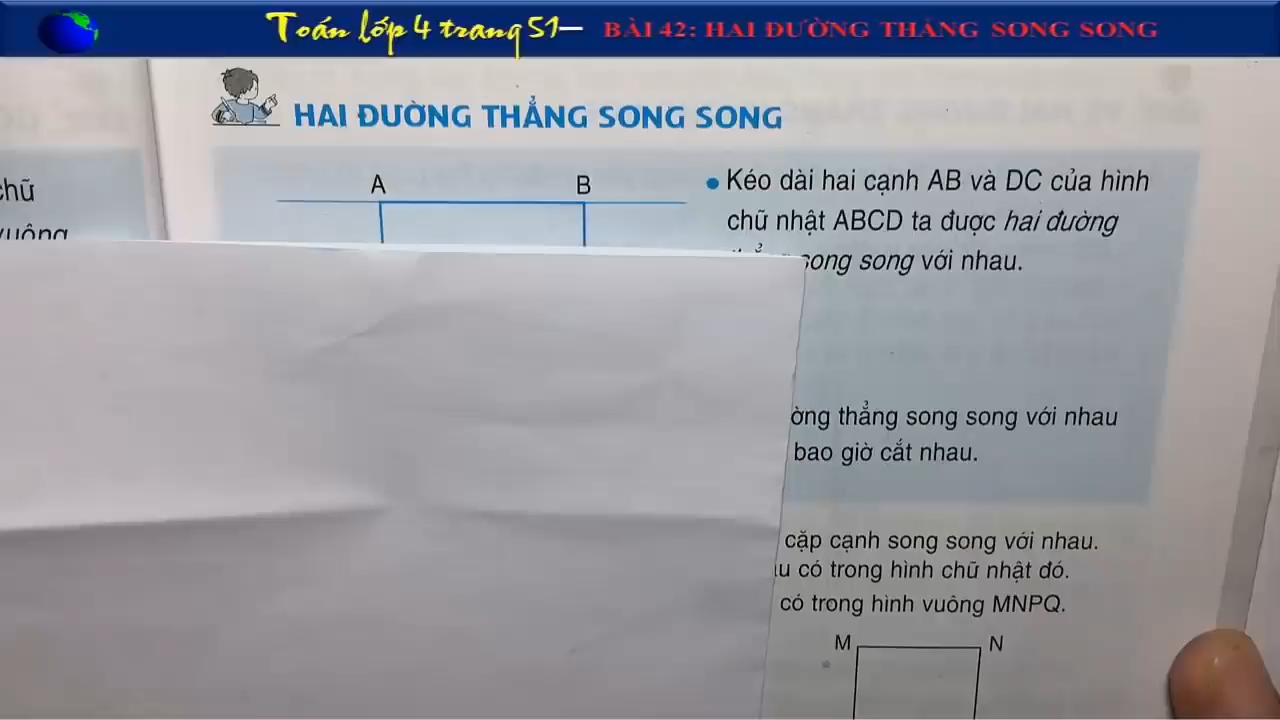 Toán lớp 4 trang 51– BÀI 42: HAI ĐƯỜNG THẲNG SONG SONG
HAI ĐƯỜNG THẲNG SONG SONG
chữ
vuông
A B
• Kéo dài hai cạnh AB và DC của hình
chữ nhật ABCD ta được hai đường
song song với nhau.
ờng thẳng song song với nhau
bao giờ cắt nhau.
cặp cạnh song song với nhau.
u có trong hình chữ nhật đó.
có trong hình vuông MNPQ.
M N